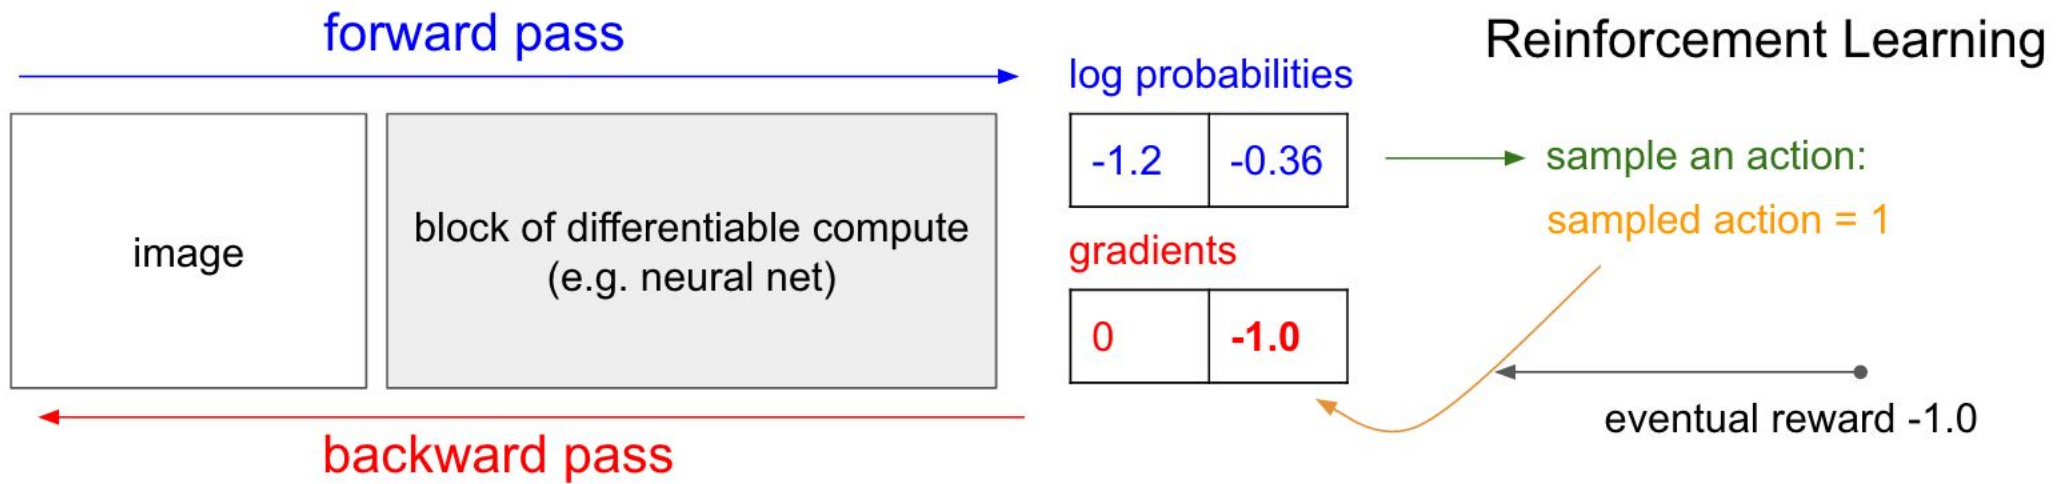 forward pass
Reinforcement Learning
log probabilities
-1.2 -0.36
sample an action:
sampled action = 1
image
block of differentiable compute
(e.g. neural net)
gradients
0 -1.0
eventual reward -1.0
backward pass